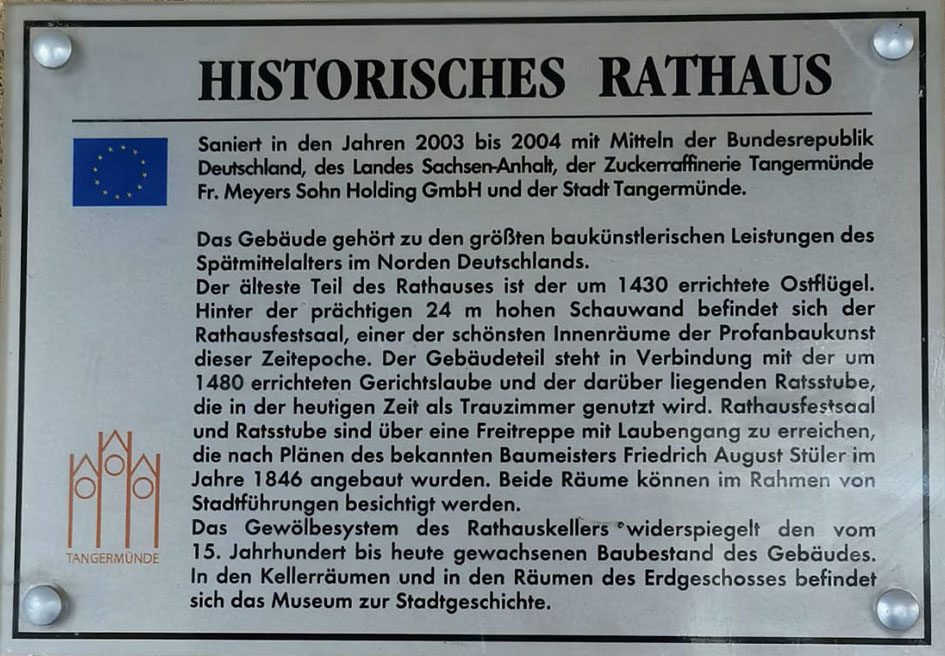 HISTORISCHES RATHAUS
Saniert in den Jahren 2003 bis 2004 mit Mitteln der Bundesrepublik
Deutschland, des Landes Sachsen-Anhalt, der Zuckerraffinerie Tangermünde
Fr. Meyers Sohn Holding GmbH und der Stadt Tangermünde.
Das Gebäude gehört zu den größten baukünstlerischen Leistungen des
Spätmittelalters im Norden Deutschlands.
Der älteste Teil des Rathauses ist der um 1430 errichtete Ostflügel.
Hinter der prächtigen 24 m hohen Schauwand befindet sich der
Rathausfestsaal, einer der schönsten Innenräume der Profanbaukunst
dieser Zeitepoche. Der Gebäudeteil steht in Verbindung mit der um
1480 errichteten Gerichtslaube und der darüber liegenden Ratsstube,
die in der heutigen Zeit als Trauzimmer genutzt wird. Rathausfestsaal
und Ratsstube sind über eine Freitreppe mit Laubengang zu erreichen,
die nach Plänen des bekannten Baumeisters Friedrich August Stüler im
Jahre 1846 angebaut wurden. Beide Räume können im Rahmen von
Stadtführungen besichtigt werden.
Das Gewölbesystem des Rathauskellers widerspiegelt den vom
15. Jahrhundert bis heute gewachsenen Baubestand des Gebäudes.
In den Kellerräumen und in den Räumen des Erdgeschosses befindet
sich das Museum zur Stadtgeschichte.
TANGERMÜNDE